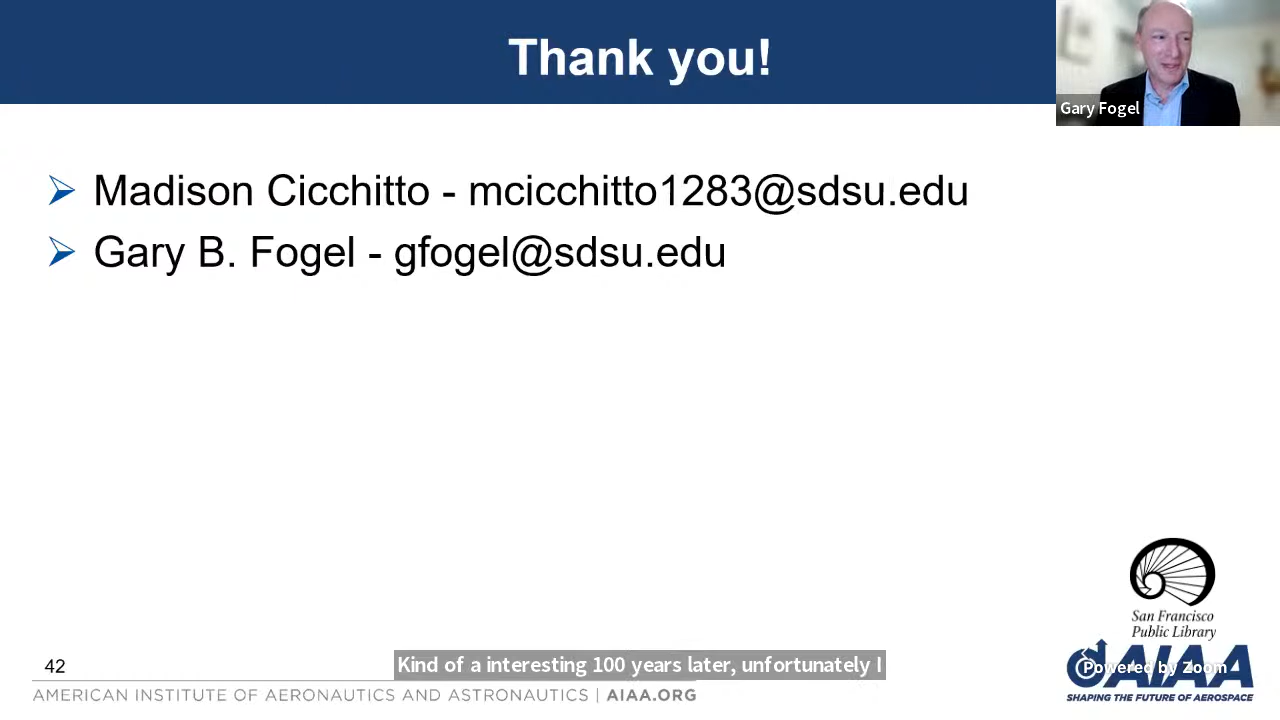 Thank you!
Gary Fogel
Madison Cicchitto - mcicchitto1283@sdsu.edu
Gary B. Fogel - gfogel@sdsu.edu
San Francisco
Public Library
42
Kind of a interesting 100 years later, unfortunately I
Powered by Zoom
AIAA
SHAPING THE FUTURE OF AEROSPACE
AMERICAN INSTITUTE OF AERONAUTICS AND ASTRONAUTICS | AIAA.ORG